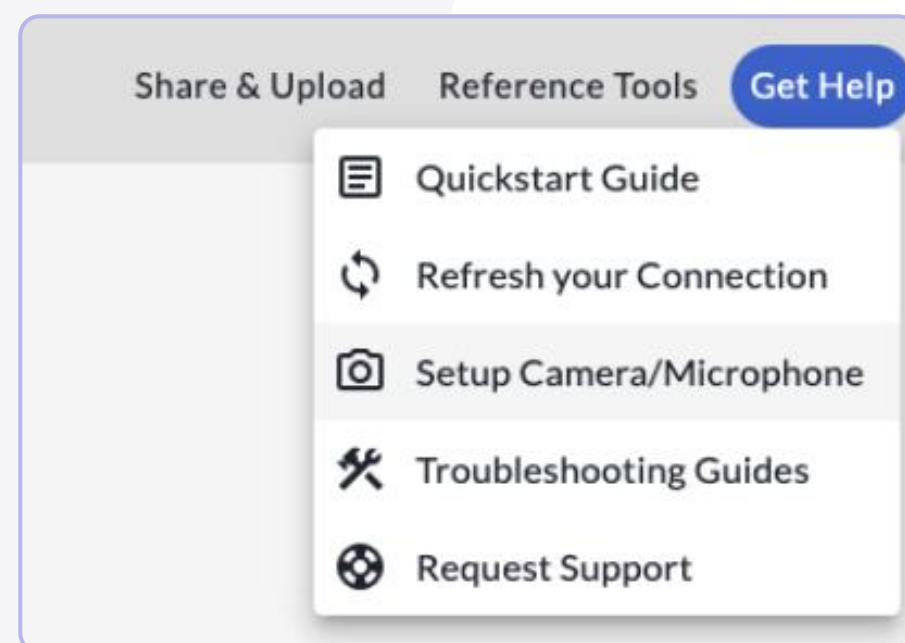 Share & Upload Reference Tools Get Help
Quickstart Guide
Refresh your Connection
Setup Camera/Microphone
Troubleshooting Guides
Request Support